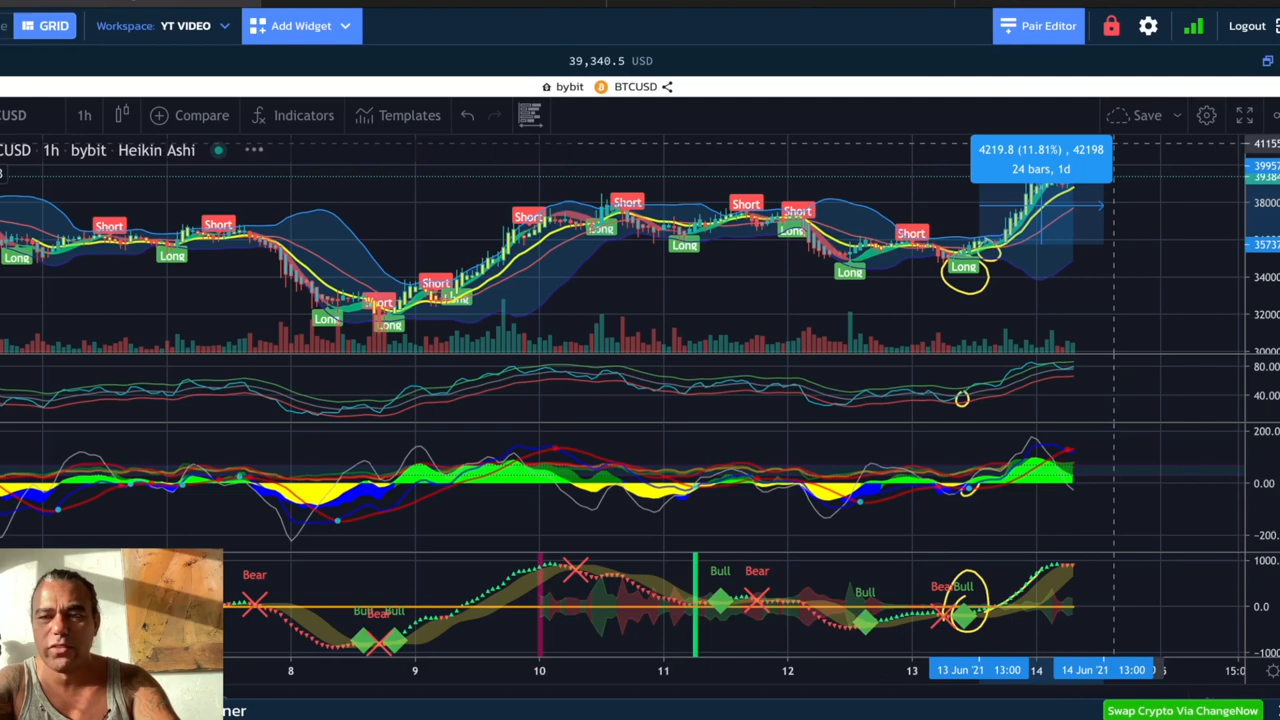 e GRID Workspace: YT VIDEO Add Widget Pair Editor Logout
39,340.5 USD
bybit BTCUSD
CUSD 1h Compare Indicators Templates Save
CUSD 1h bybit Heikin Ashi
4219.8 (11.81%) , 42198
24 bars, 1d
41155
39957
39384
38000
35737
34000
32000
30000
3
Short Short Short Short Short Short Short Short Short
Long Long Long Long Long Long Long Long Long Long
80.00
40.00
200.0
0.00
-200.0
1000.
0.0
-1000
Bear Bull Bear Bull Bull Bear Bull Bear Bull
8 9 10 11 12 13 13 Jun '21 13:00 14 14 Jun '21 13:00 15:0
ner Swap Crypto Via ChangeNow